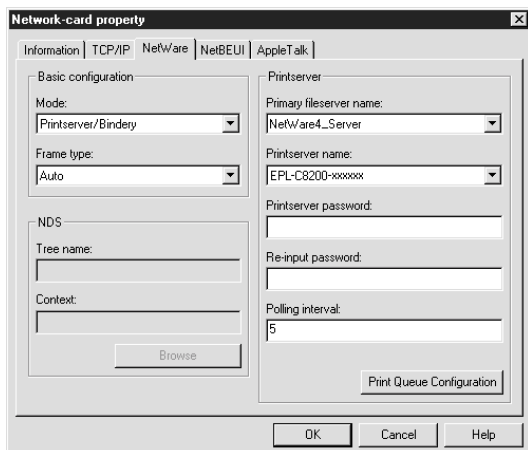 Network-card property
Information
TCP/IP
NetWare
NetBEUI
AppleTalk
Basic configuration
Mode:
Printserver/Bindery
Frame type:
Auto
NDS
Tree name:
Context:
Browse
Printserver
Primary fileserver name:
NetWare4_Server
Printserver name:
EPL-C8200-xxxxxx
Printserver password:
Re-input password:
Polling interval:
5
Print Queue Configuration
OK
Cancel
Help